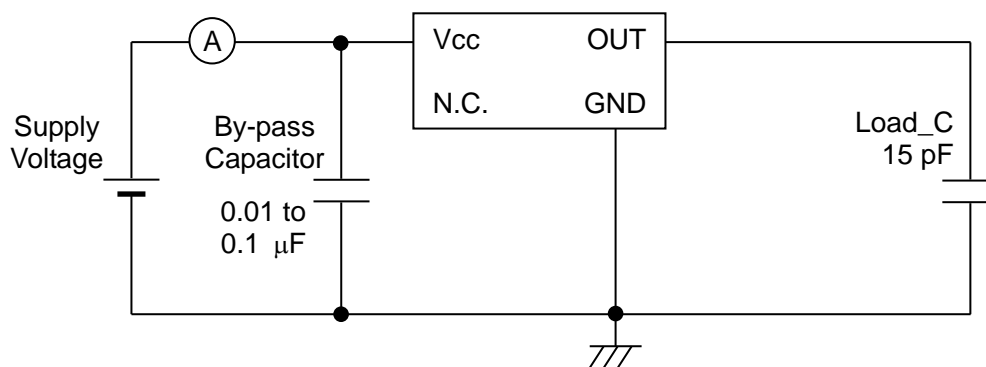 A
Vcc OUT
N.C. GND
Supply
Voltage
By-pass
Capacitor
0.01 to
0.1 μF
Load_C
15 pF